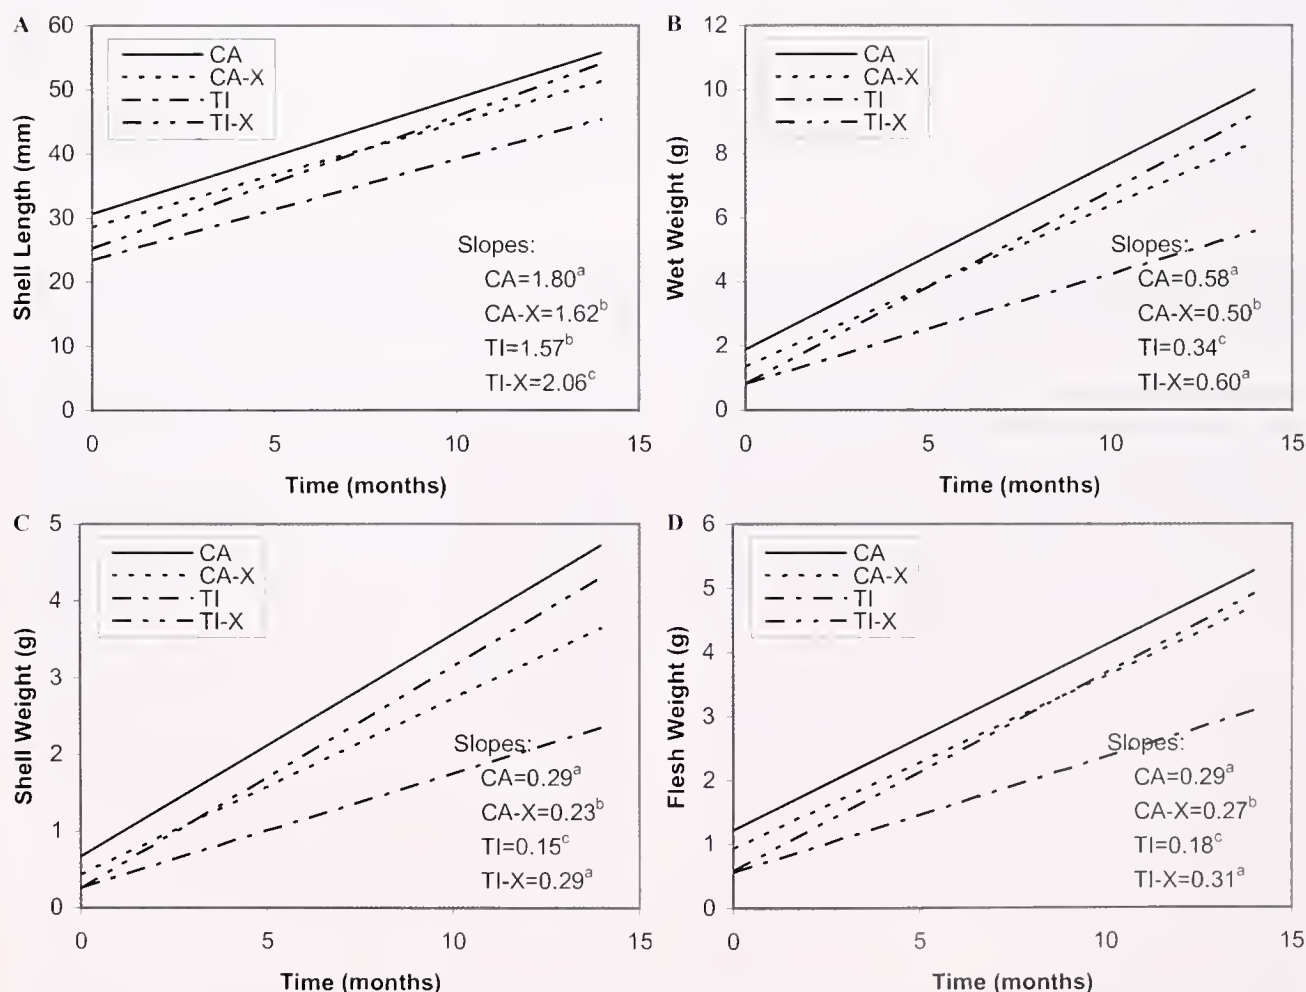 A
60
50
40
30
20
10
0
Shell Length (mm)
CA
CA-X
TI
TI-X
Slopes:
CA=1.80ᵃ
CA-X=1.62ᵇ
TI=1.57ᵇ
TI-X=2.06ᶜ
0 5 10 15
Time (months)
B
12
10
8
6
4
2
0
Wet Weight (g)
CA
CA-X
TI
TI-X
Slopes:
CA=0.58ᵃ
CA-X=0.50ᵇ
TI=0.34ᶜ
TI-X=0.60ᵃ
0 5 10 15
Time (months)
C
5
4
3
2
1
0
Shell Weight (g)
CA
CA-X
TI
TI-X
Slopes:
CA=0.29ᵃ
CA-X=0.23ᵇ
TI=0.15ᶜ
TI-X=0.29ᵃ
0 5 10 15
Time (months)
D
6
5
4
3
2
1
0
Flesh Weight (g)
CA
CA-X
TI
TI-X
Slopes:
CA=0.29ᵃ
CA-X=0.27ᵇ
TI=0.18ᶜ
TI-X=0.31ᵃ
0 5 10 15
Time (months)